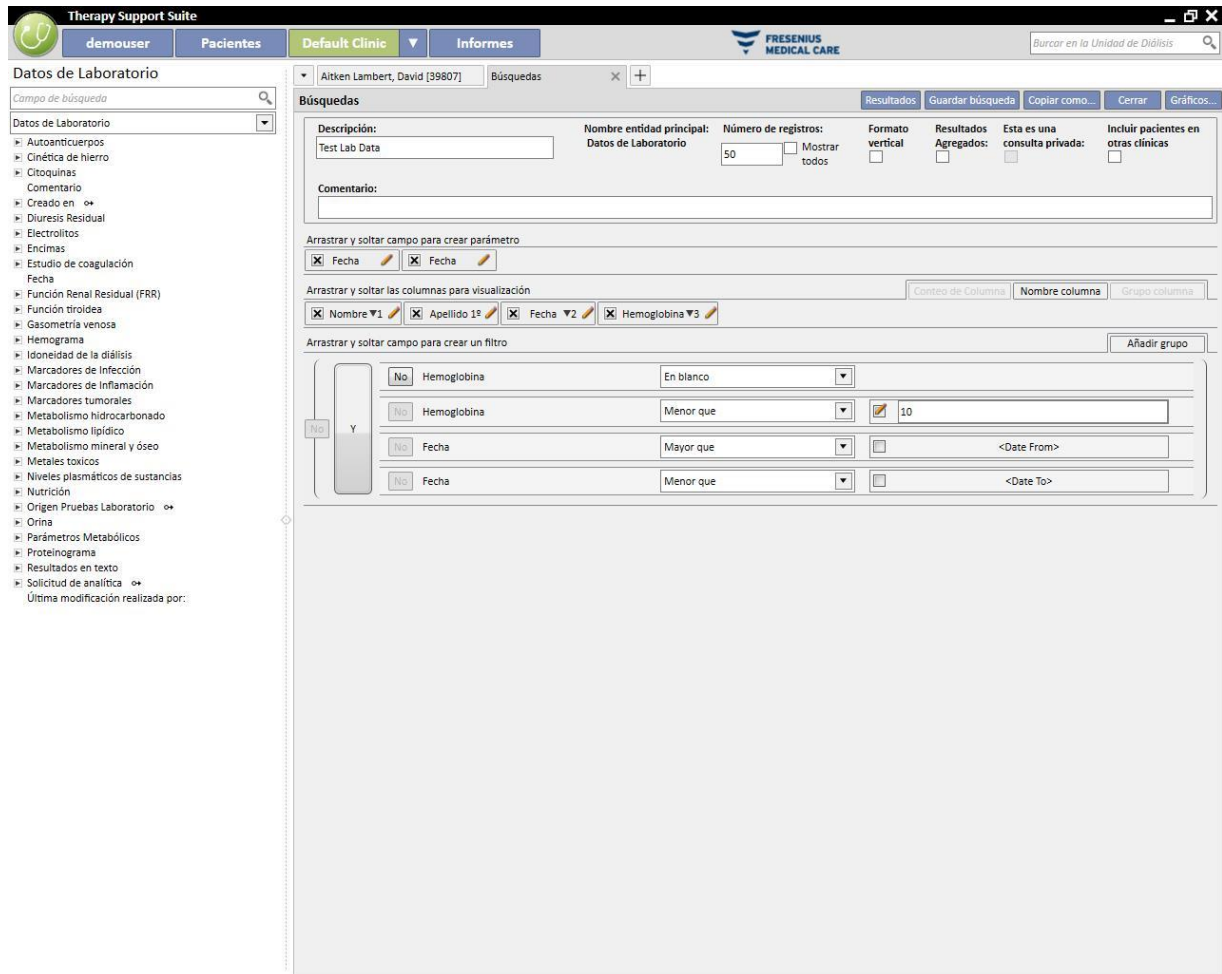 Therapy Support Suite
demouser Pacientes Default Clinic ▼ Informes FRESENIUS MEDICAL CARE Burcar en la Unidad de Diálisis
Datos de Laboratorio
Campo de búsqueda
Datos de Laboratorio
Autoanticuerpos
Cinética de hierro
Citoquinas
Comentario
Creado en
Diuresis Residual
Electrolitos
Encimas
Estudio de coagulación
Fecha
Función Renal Residual (FRR)
Función tiroidea
Gasometría venosa
Hemograma
Idoneidad de la diálisis
Marcadores de Infección
Marcadores de Inflamación
Marcadores tumorales
Metabolismo hidrocarbonado
Metabolismo lipídico
Metabolismo mineral y óseo
Metales toxicos
Niveles plasmáticos de sustancias
Nutrición
Origen Pruebas Laboratorio
Orina
Parámetros Metabólicos
Proteinograma
Resultados en texto
Solicitud de analítica
Última modificación realizada por:
Aitken Lambert, David [39807] Búsquedas
Búsquedas Resultados Guardar búsqueda Copiar como... Cerrar Gráficos...
Descripción: Nombre entidad principal: Número de registros: Formato vertical Resultados Agregados: Esta es una consulta privada: Incluir pacientes en otras clínicas
Test Lab Data Datos de Laboratorio 50 Mostrar todos
Comentario:
Arrastrar y soltar campo para crear parámetro
Fecha Fecha
Arrastrar y soltar las columnas para visualización Conteo de Columna Nombre columna Grupo columna
Nombre ▼1 Apellido 1º Fecha ▼2 Hemoglobina ▼3
Arrastrar y soltar campo para crear un filtro Añadir grupo
No Y
No Hemoglobina En blanco
No Hemoglobina Menor que 10
No Fecha Mayor que <Date From>
No Fecha Menor que <Date To>